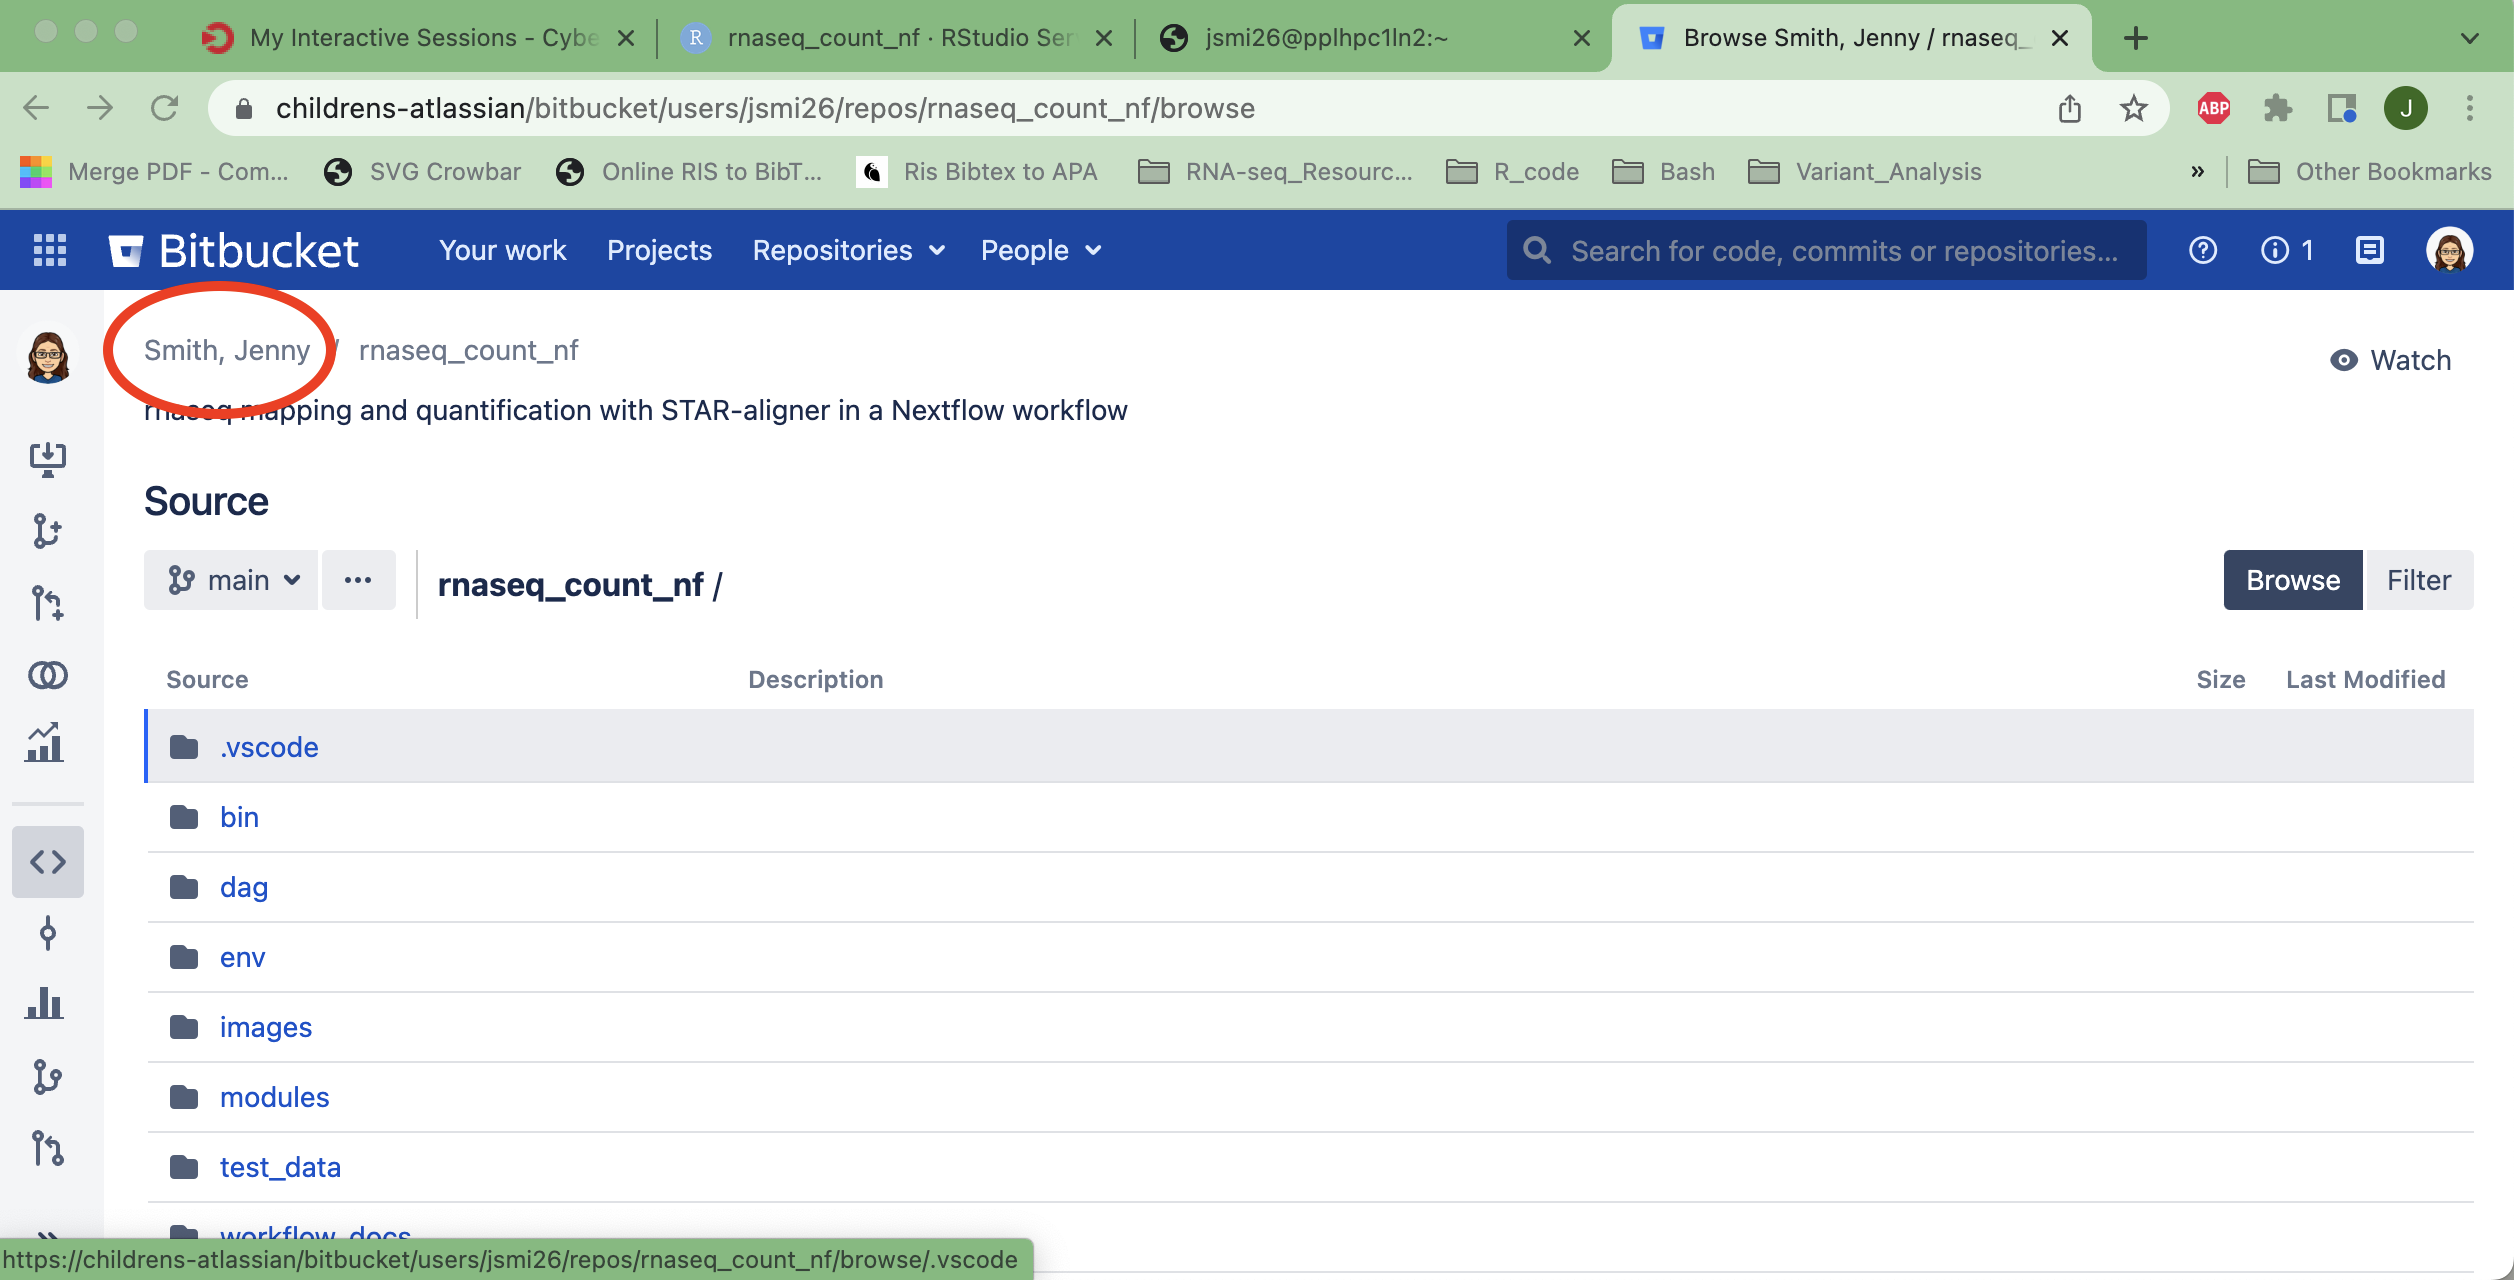 My Interactive Sessions - Cybe
R rnaseq_count_nf · RStudio Ser
jsmi26@pplhpc1ln2:~
Browse Smith, Jenny / rnaseq_
childrens-atlassian/bitbucket/users/jsmi26/repos/rnaseq_count_nf/browse
ABP
J
Merge PDF - Com...
SVG Crowbar
Online RIS to BibT...
Ris Bibtex to APA
RNA-seq_Resourc...
R_code
Bash
Variant_Analysis
»
Other Bookmarks
Bitbucket
Your work
Projects
Repositories
People
Search for code, commits or repositories...
1
Smith, Jenny / rnaseq_count_nf
Watch
rnaseq mapping and quantification with STAR-aligner in a Nextflow workflow
Source
main
rnaseq_count_nf /
Browse
Filter
Source Description Size Last Modified
.vscode
bin
dag
env
images
modules
test_data
workflow_docs
https://childrens-atlassian/bitbucket/users/jsmi26/repos/rnaseq_count_nf/browse/.vscode